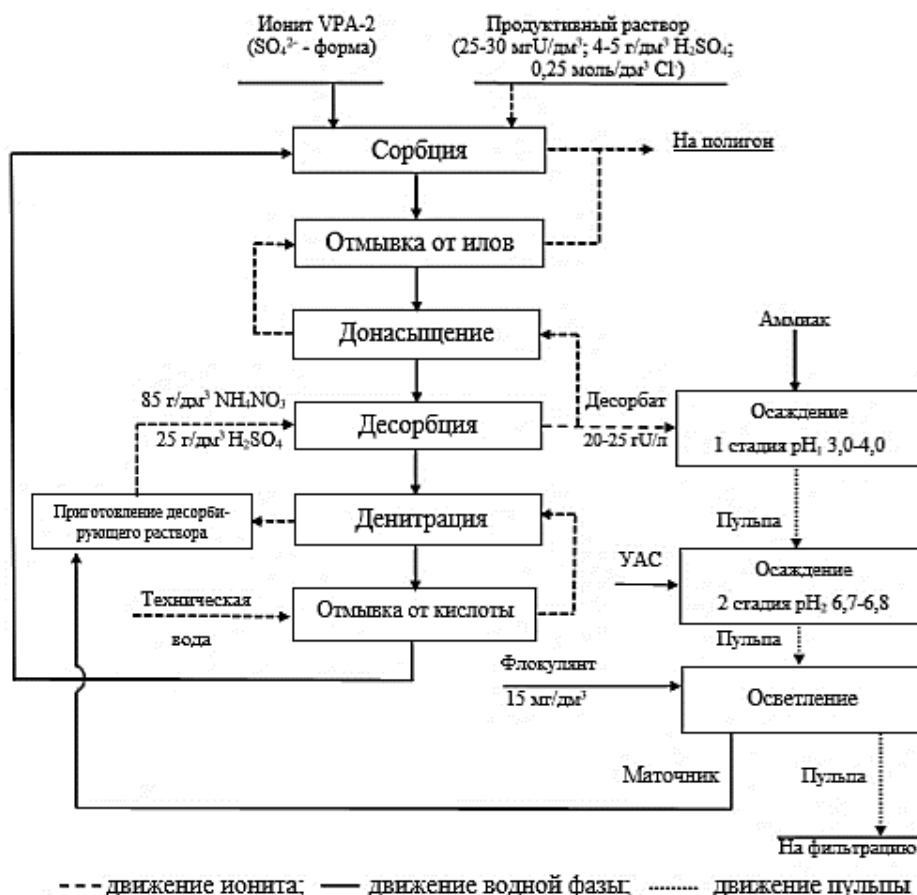 Ионит VPA-2
(SO₄²⁻ - форма)
Продуктивный раствор
(25-30 мгU/дм³; 4-5 г/дм³ H₂SO₄;
0,25 моль/дм³ Cl⁻)
Сорбция
На полигон
Отмывка от илов
Донасыщение
Аммиак
85 г/дм³ NH₄NO₃
25 г/дм³ H₂SO₄
Десорбция
Десорбат
20-25 гU/л
Осаждение
1 стадия pH₁ 3,0-4,0
Приготовление десорби-
рующего раствора
Денитрация
Пульпа
УАС
Осаждение
2 стадия pH₂ 6,7-6,8
Техническая
вода
Отмывка от кислоты
Пульпа
Флокулянт
15 мг/дм³
Осветление
Маточник
Пульпа
На фильтрацию
движение ионита;
движение водной фазы;
движение пульпы